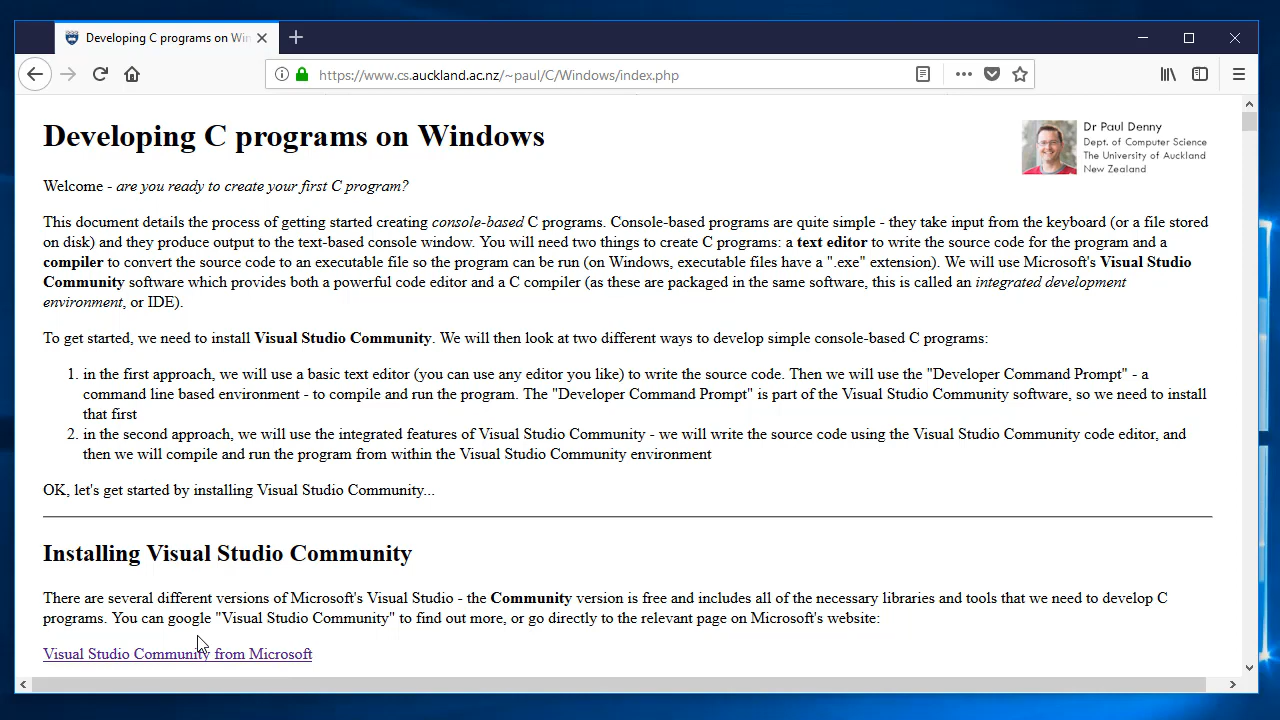 Developing C programs on Win
https://www.cs.auckland.ac.nz/~paul/C/Windows/index.php
Developing C programs on Windows
Dr Paul Denny
Dept. of Computer Science
The University of Auckland
New Zealand
Welcome - are you ready to create your first C program?
This document details the process of getting started creating console-based C programs. Console-based programs are quite simple - they take input from the keyboard (or a file stored
on disk) and they produce output to the text-based console window. You will need two things to create C programs: a text editor to write the source code for the program and a
compiler to convert the source code to an executable file so the program can be run (on Windows, executable files have a ".exe" extension). We will use Microsoft's Visual Studio
Community software which provides both a powerful code editor and a C compiler (as these are packaged in the same software, this is called an integrated development
environment, or IDE).
To get started, we need to install Visual Studio Community. We will then look at two different ways to develop simple console-based C programs:
1. in the first approach, we will use a basic text editor (you can use any editor you like) to write the source code. Then we will use the "Developer Command Prompt" - a
command line based environment - to compile and run the program. The "Developer Command Prompt" is part of the Visual Studio Community software, so we need to install
that first
2. in the second approach, we will use the integrated features of Visual Studio Community - we will write the source code using the Visual Studio Community code editor, and
then we will compile and run the program from within the Visual Studio Community environment
OK, let's get started by installing Visual Studio Community...
Installing Visual Studio Community
There are several different versions of Microsoft's Visual Studio - the Community version is free and includes all of the necessary libraries and tools that we need to develop C
programs. You can google "Visual Studio Community" to find out more, or go directly to the relevant page on Microsoft's website:
Visual Studio Community from Microsoft